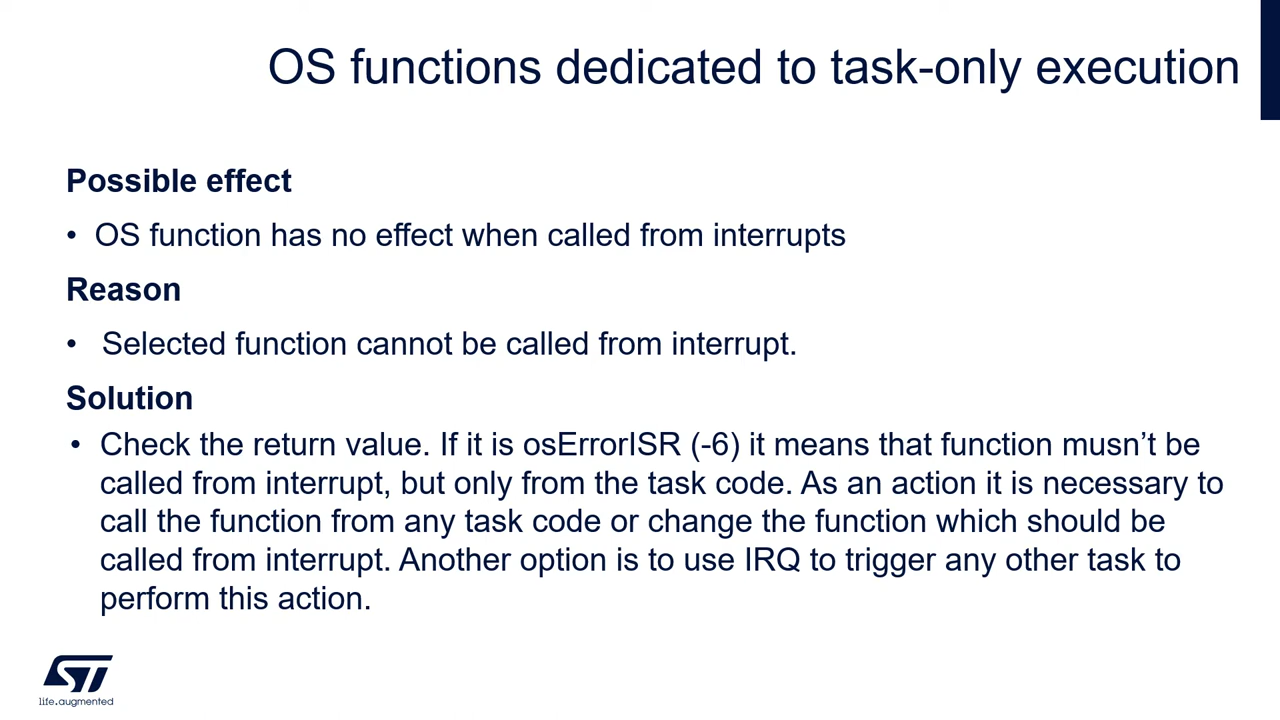 OS functions dedicated to task-only execution
Possible effect
• OS function has no effect when called from interrupts
Reason
• Selected function cannot be called from interrupt.
Solution
• Check the return value. If it is osErrorISR (-6) it means that function musn’t be
called from interrupt, but only from the task code. As an action it is necessary to
call the function from any task code or change the function which should be
called from interrupt. Another option is to use IRQ to trigger any other task to
perform this action.
ST
life.augmented